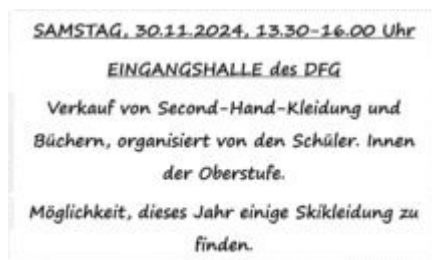 SAMSTAG, 30.11.2024, 13.30-16.00 Uhr
EINGANGSHALLE des DFG
Verkauf von Second-Hand-Kleidung und
Büchern, organisiert von den Schüler. Innen
der Oberstufe.
Möglichkeit, dieses Jahr einige Skikleidung zu
finden.